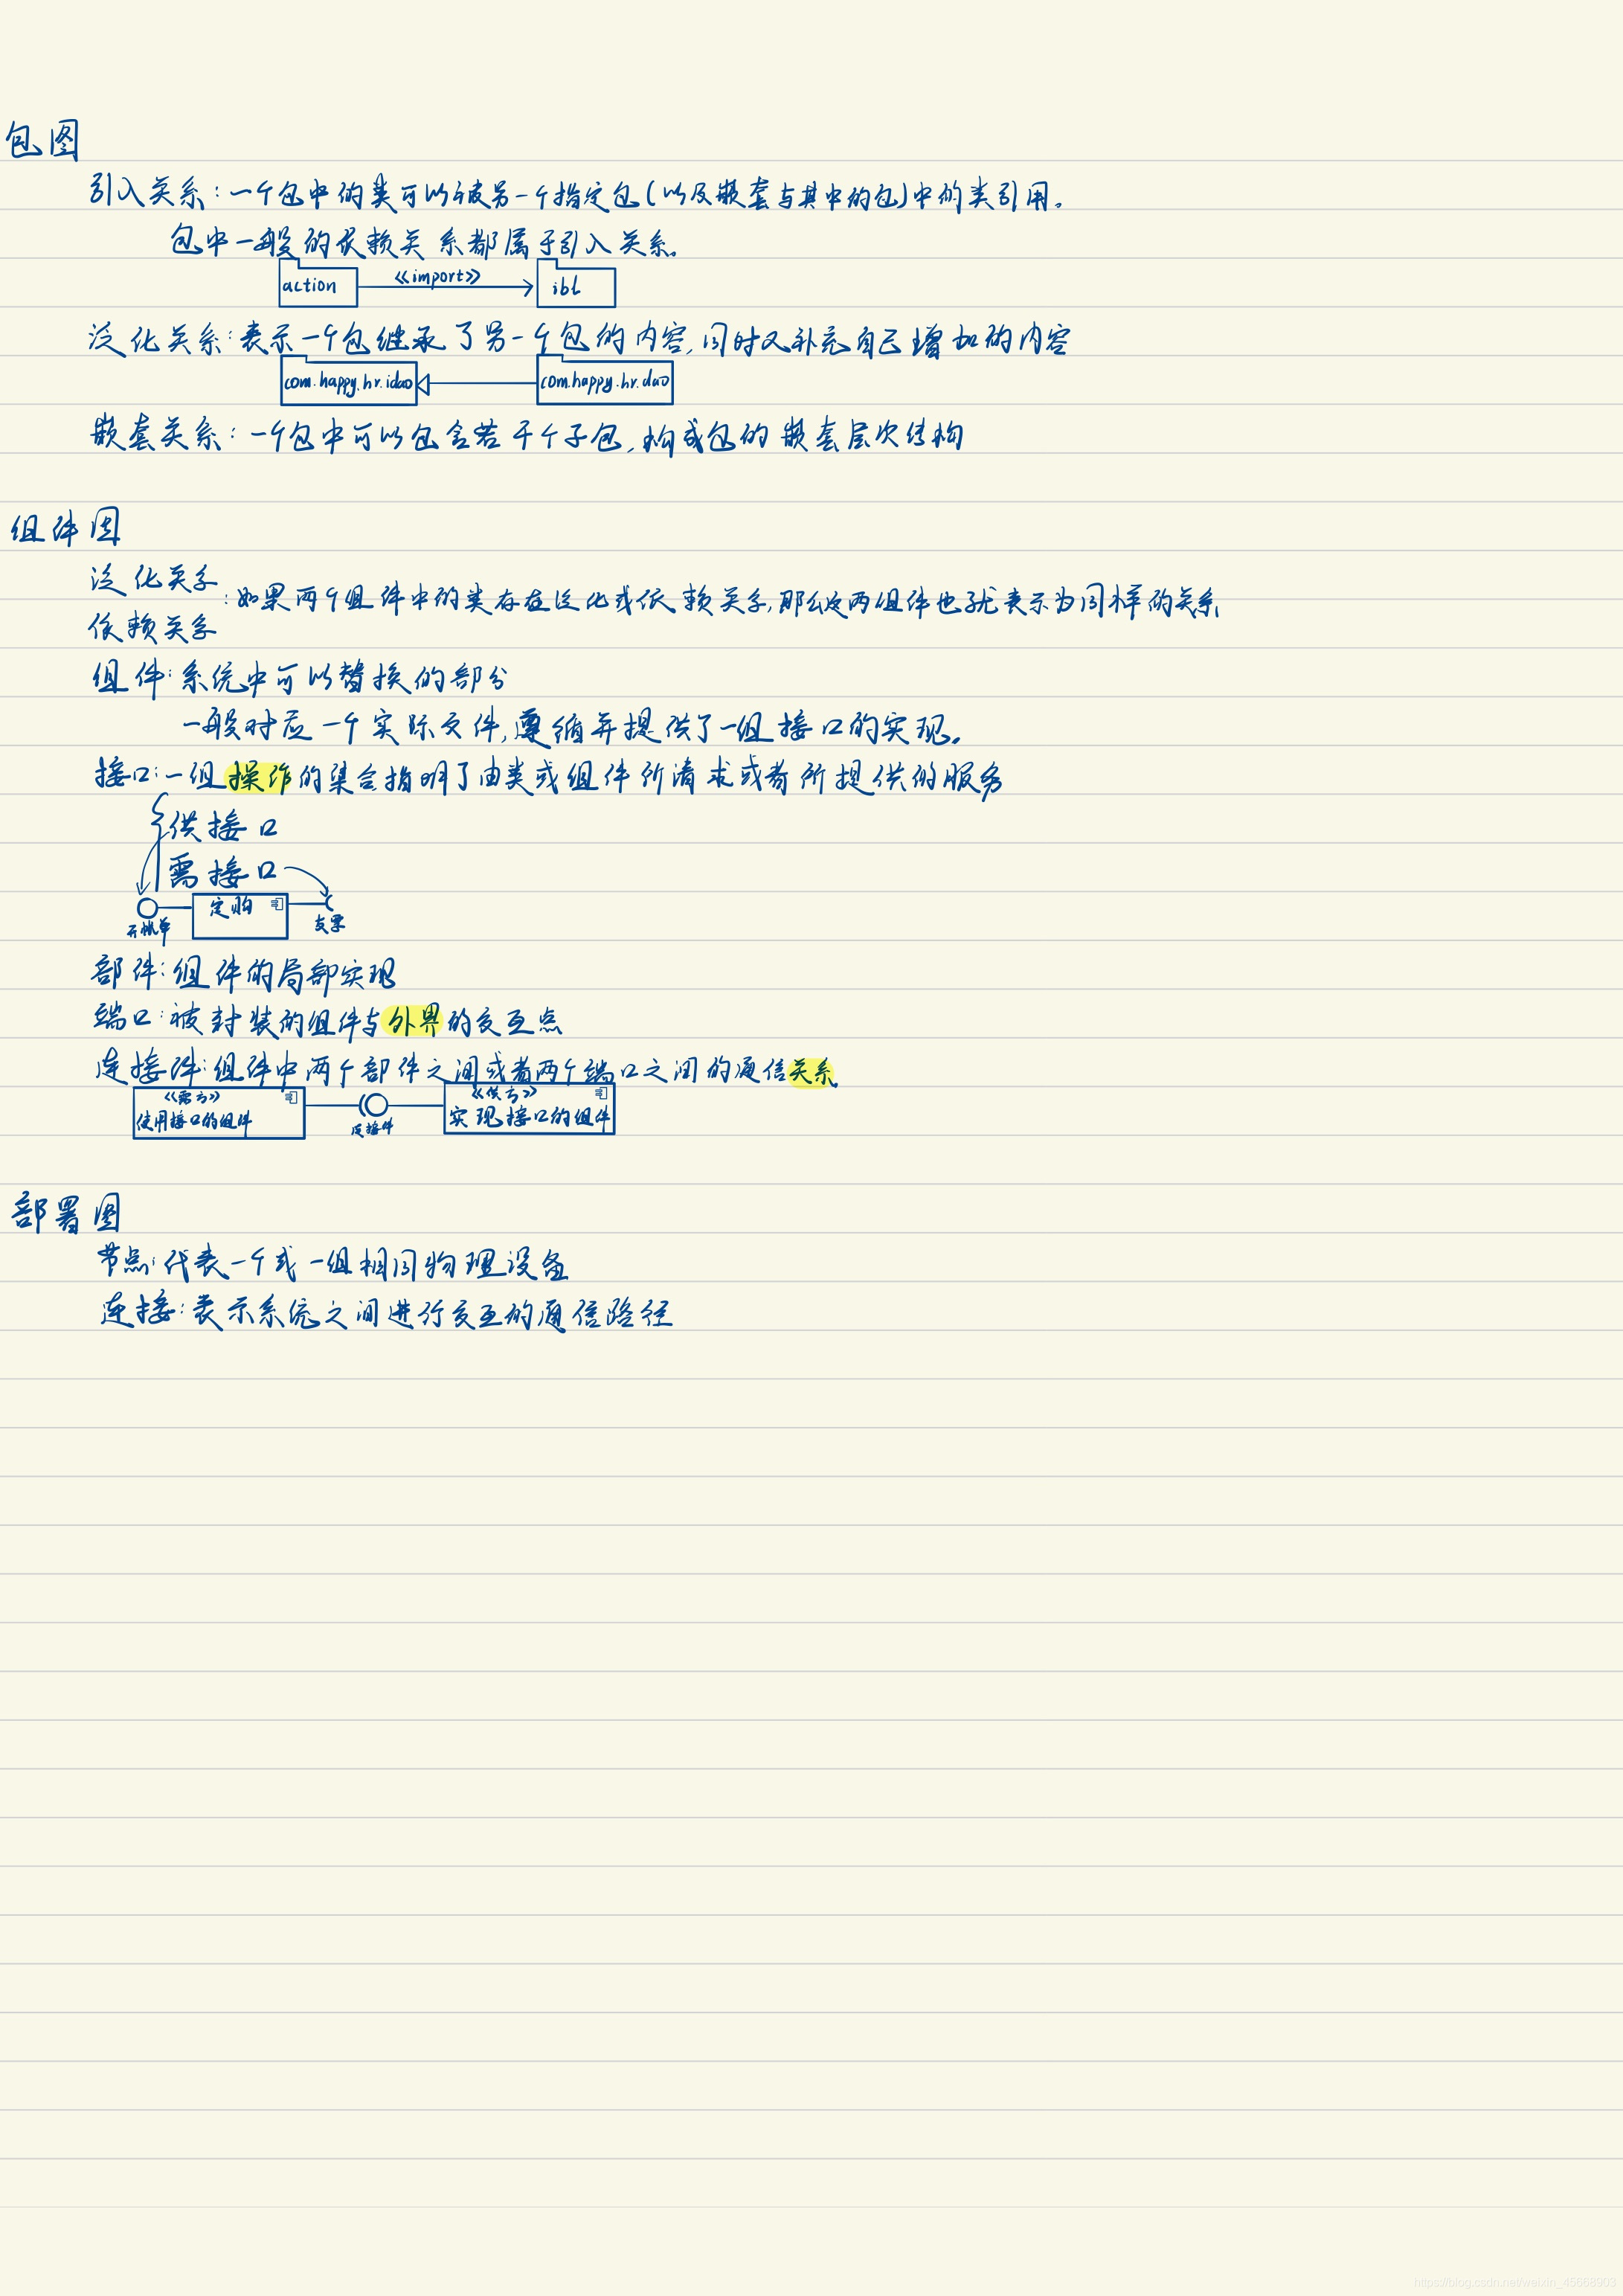 包图
引入关系：一个包中的类可以被另一个指定包(以及嵌套与其中的包)中的类引用。
包中一般的依赖关系都属于引入关系。
action
《import》
ibl
泛化关系：表示一个包继承了另一个包的内容,同时又补充自己增加的内容
com.happy.hr.idao
com.happy.hr.dao
嵌套关系：一个包中可以包含若干个子包,构成包的嵌套层次结构
组件图
泛化关系
依赖关系
：如果两个组件中的类存在泛化或依赖关系,那么这两组件也就表示为同样的关系
组件：系统中可以替换的部分
一般对应一个实际文件,遵循并提供了一组接口的实现。
接口：一组操作的集合指明了由类或组件所请求或者所提供的服务
供接口
需接口
定购
支票
部件：组件的局部实现
端口：被封装的组件与外界的交互点
连接件：组件中两个部件之间或者两个端口之间的通信关系
《需方》
使用接口的组件
接件
《供方》
实现接口的组件
部署图
节点：代表一个或一组相同物理设备
连接：表示系统之间进行交互的通信路径
https://blog.csdn.net/weixin_45668903